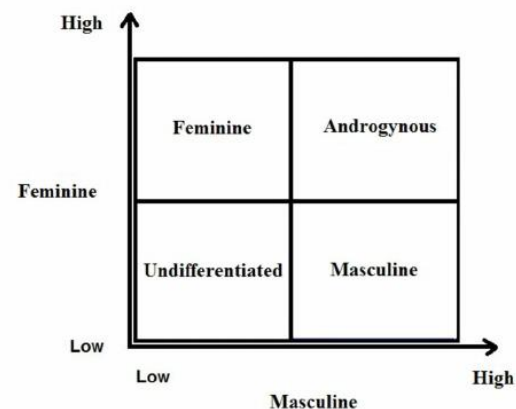 High
Feminine
Androgynous
Feminine
Undifferentiated
Masculine
Low
Low
High
Masculine